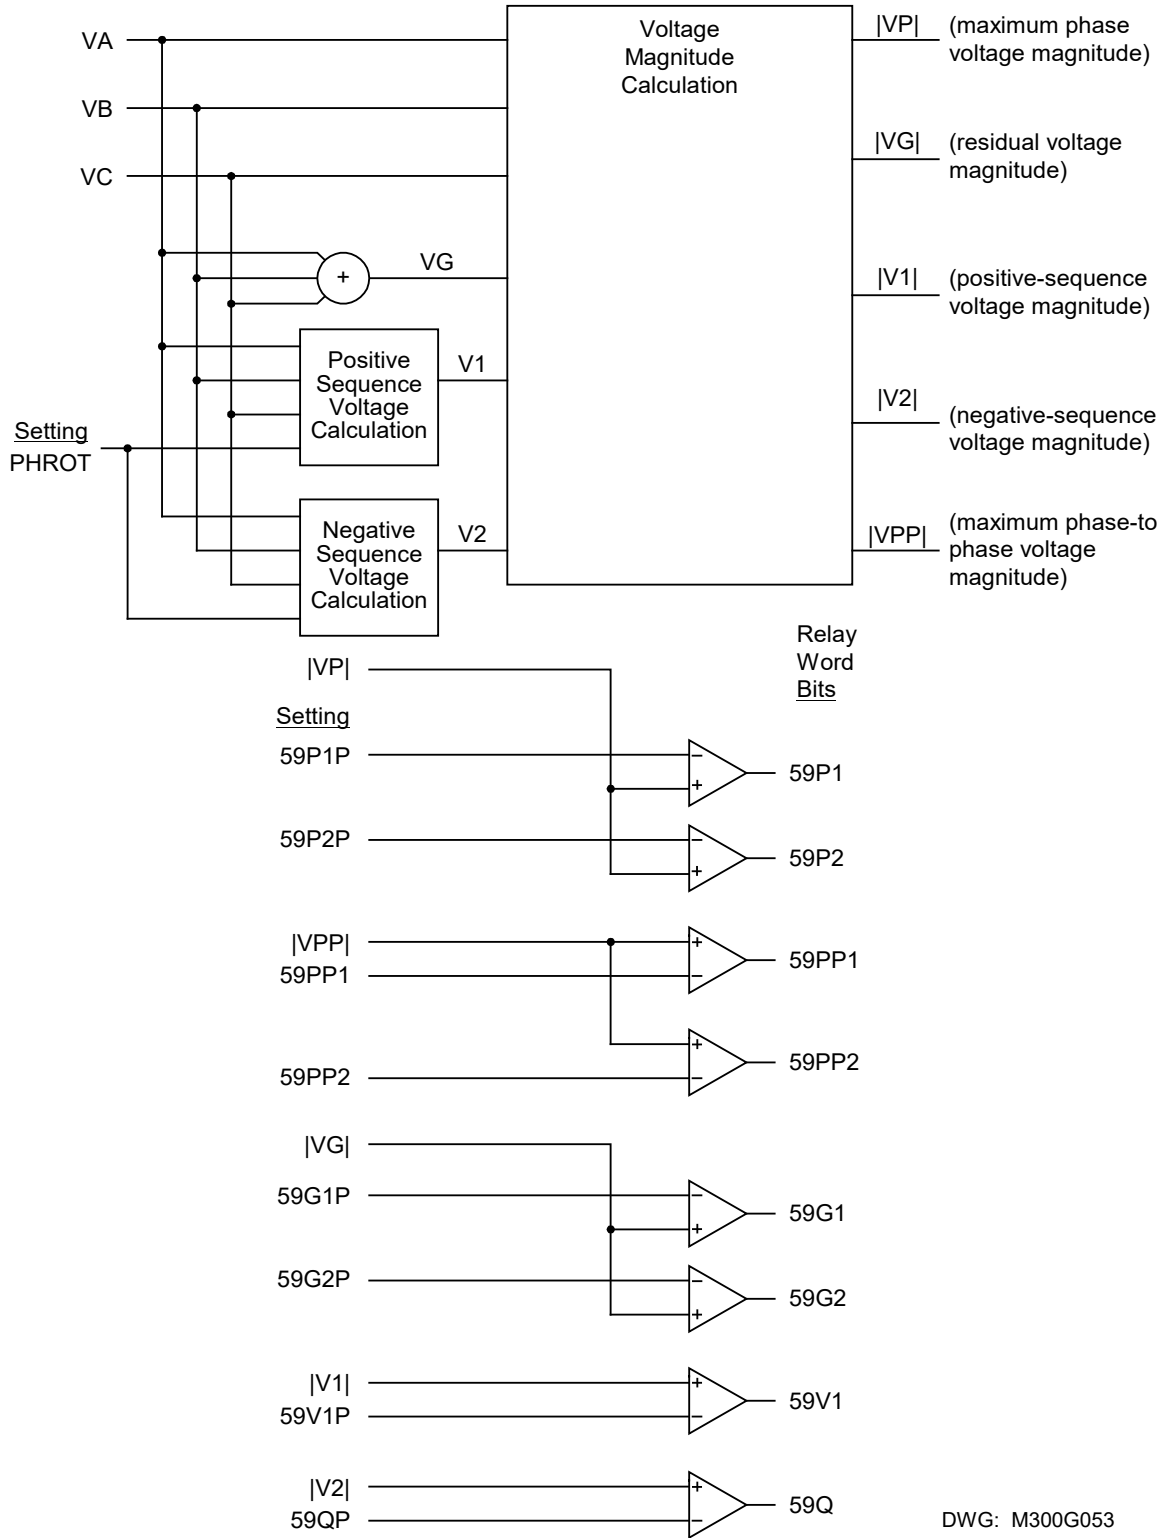 VA
VB
VC
Voltage
Magnitude
Calculation
|VP|
(maximum phase
voltage magnitude)
|VG|
(residual voltage
magnitude)
|V1|
(positive-sequence
voltage magnitude)
|V2|
(negative-sequence
voltage magnitude)
|VPP|
(maximum phase-to
phase voltage
magnitude)
+
VG
Positive
Sequence
Voltage
Calculation
V1
Setting
PHROT
Negative
Sequence
Voltage
Calculation
V2
Relay
Word
Bits
|VP|
Setting
59P1P
−
+
59P1
59P2P
−
+
59P2
|VPP|
59PP1
+
−
59PP1
59PP2
+
−
59PP2
|VG|
59G1P
−
+
59G1
59G2P
−
+
59G2
|V1|
59V1P
+
−
59V1
|V2|
59QP
+
−
59Q
DWG: M300G053